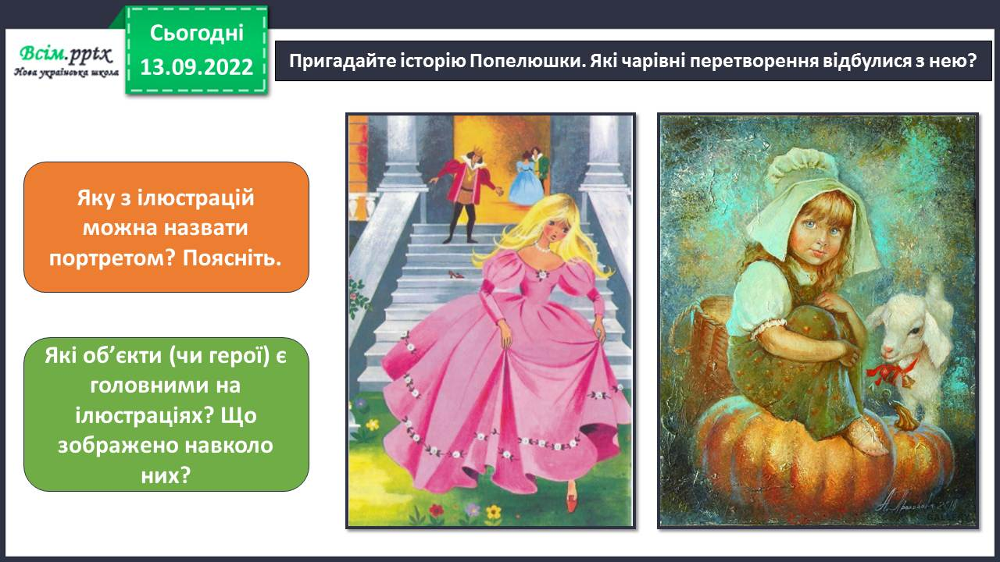 Всім.pptx
Нова українська школа
Сьогодні
13.09.2022
Пригадайте історію Попелюшки. Які чарівні перетворення відбулися з нею?
Яку з ілюстрацій
можна назвати
портретом? Поясніть.
Які об’єкти (чи герої) є
головними на
ілюстраціях? Що
зображено навколо
них?